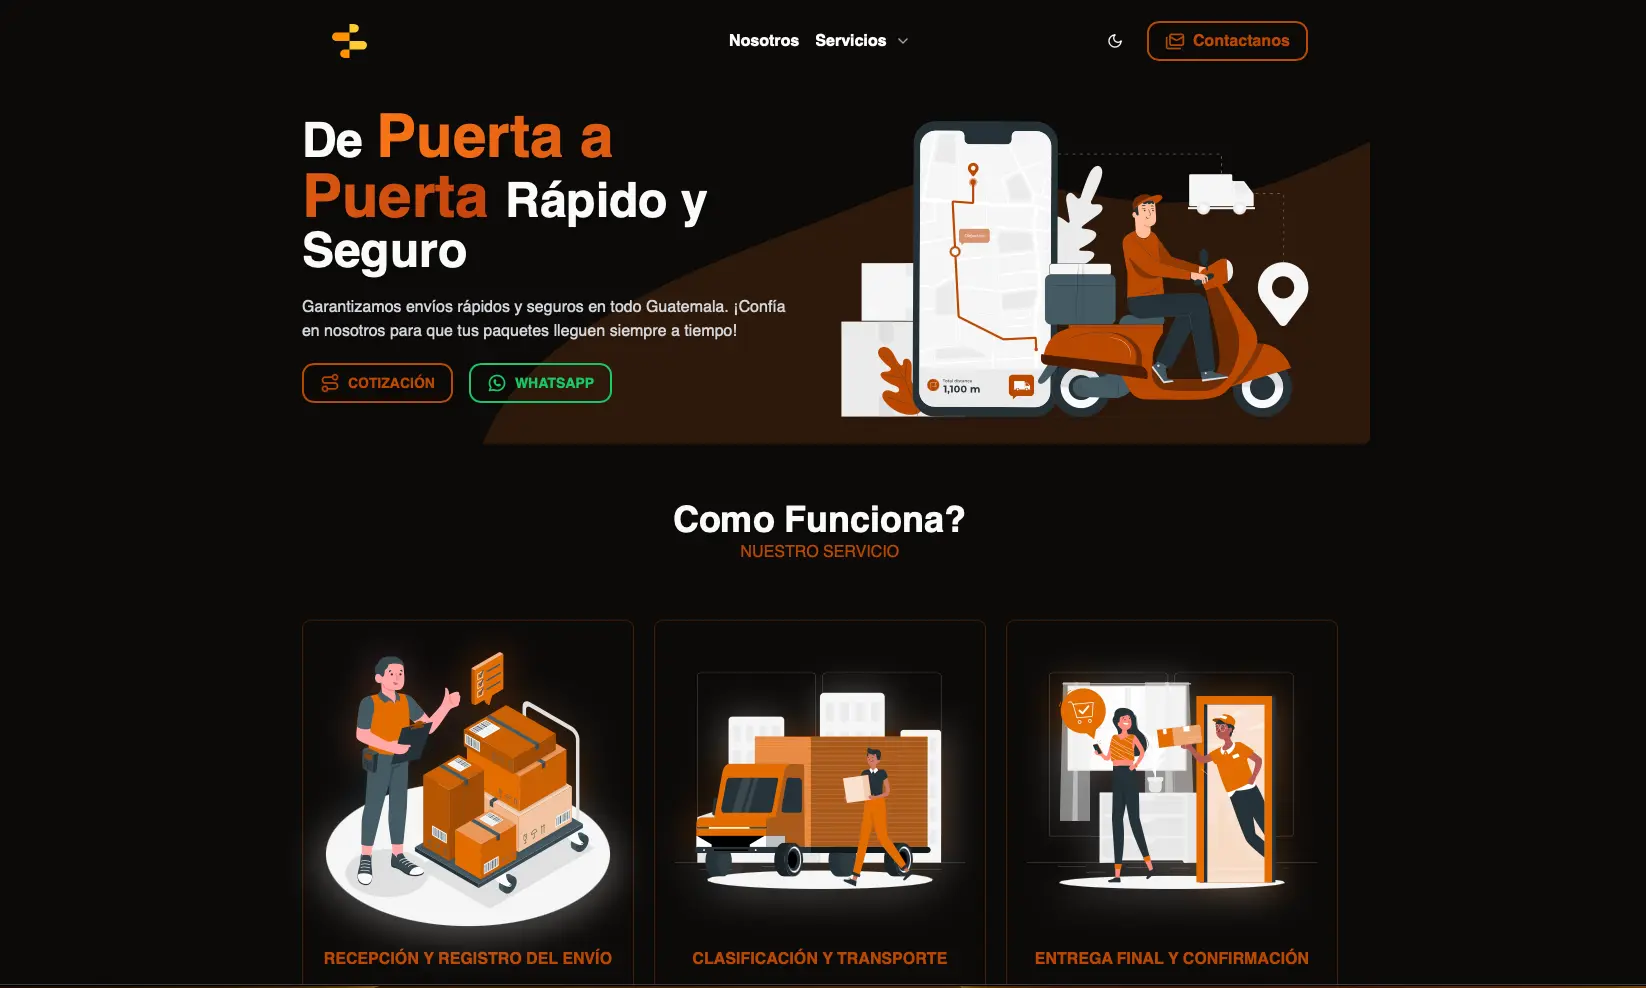 Nosotros Servicios
Contactanos
De Puerta a
Puerta Rápido y
Seguro
Garantizamos envíos rápidos y seguros en todo Guatemala. ¡Confía
en nosotros para que tus paquetes lleguen siempre a tiempo!
COTIZACIÓN
WHATSAPP
Total distance
1,100 m
Como Funciona?
NUESTRO SERVICIO
RECEPCIÓN Y REGISTRO DEL ENVÍO
CLASIFICACIÓN Y TRANSPORTE
ENTREGA FINAL Y CONFIRMACIÓN